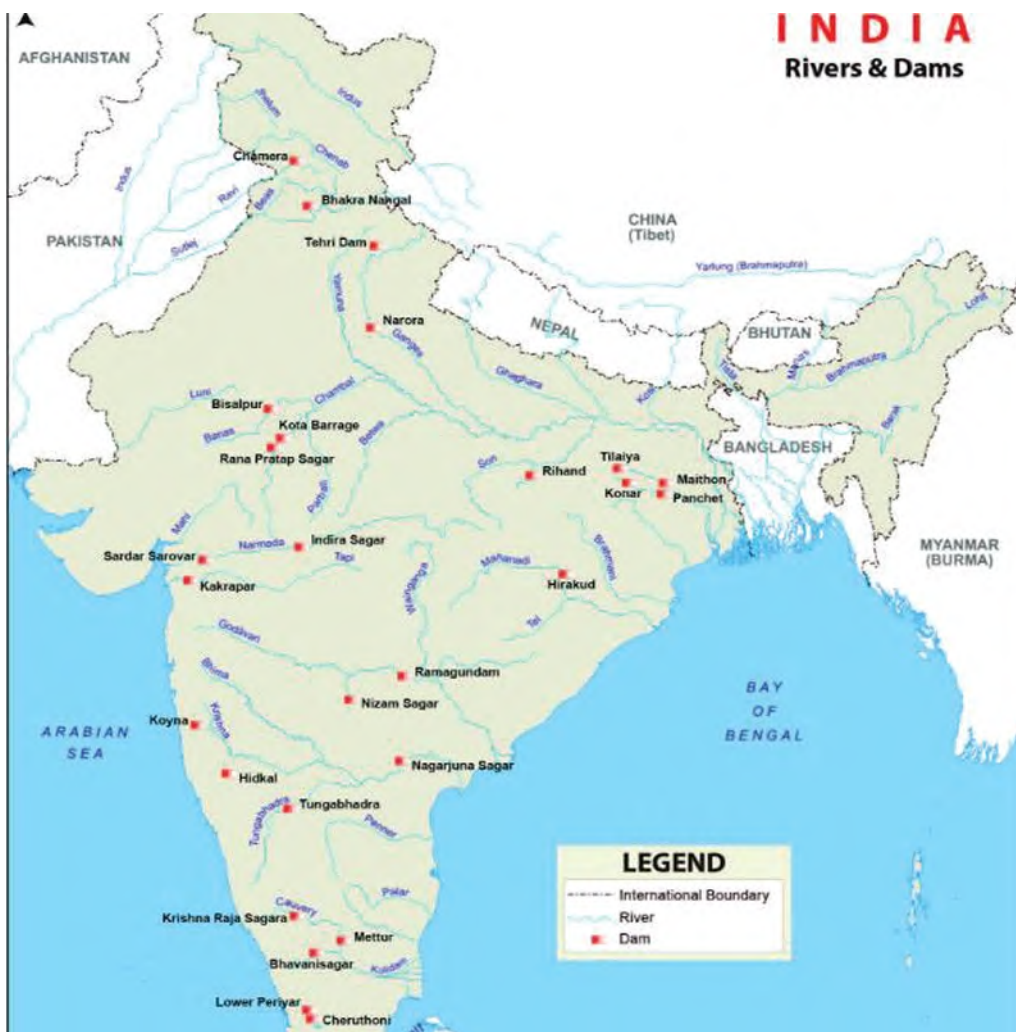 INDIA
Rivers & Dams
AFGHANISTAN
Indus
Jhelum
Indus
Chamera
Chenab
Ravi
Beas
Bhakra Nangal
PAKISTAN
Sutlej
Tehri Dam
CHINA
(Tibet)
Yarlung (Brahmaputra)
Yamuna
Narora
Ganges
NEPAL
BHUTAN
Lohit
Ghaghara
Kosi
Tista
Manas
Brahmaputra
Luni
Chambal
Bisalpur
Banas
Kota Barrage
Betwa
Rana Pratap Sagar
Parbati
Son
Rihand
Tilaiya
Maithon
Konar
Panchet
BANGLADESH
Barak
Mahi
Narmada
Indira Sagar
Sardar Sarovar
Tapi
Kakrapar
Wainganga
Mahanadi
Brahmani
Hirakud
MYANMAR
(BURMA)
Godavari
Tel
Bhima
Ramagundam
Nizam Sagar
Koyna
Krishna
ARABIAN
SEA
BAY
OF
BENGAL
Nagarjuna Sagar
Hidkal
Tungabhadra
Tungabhadra
Penner
Palar
Krishna Raja Sagara
Cauvery
Mettur
Bhavanisagar
Lower Periyar
Cheruthoni
LEGEND
International Boundary
River
Dam